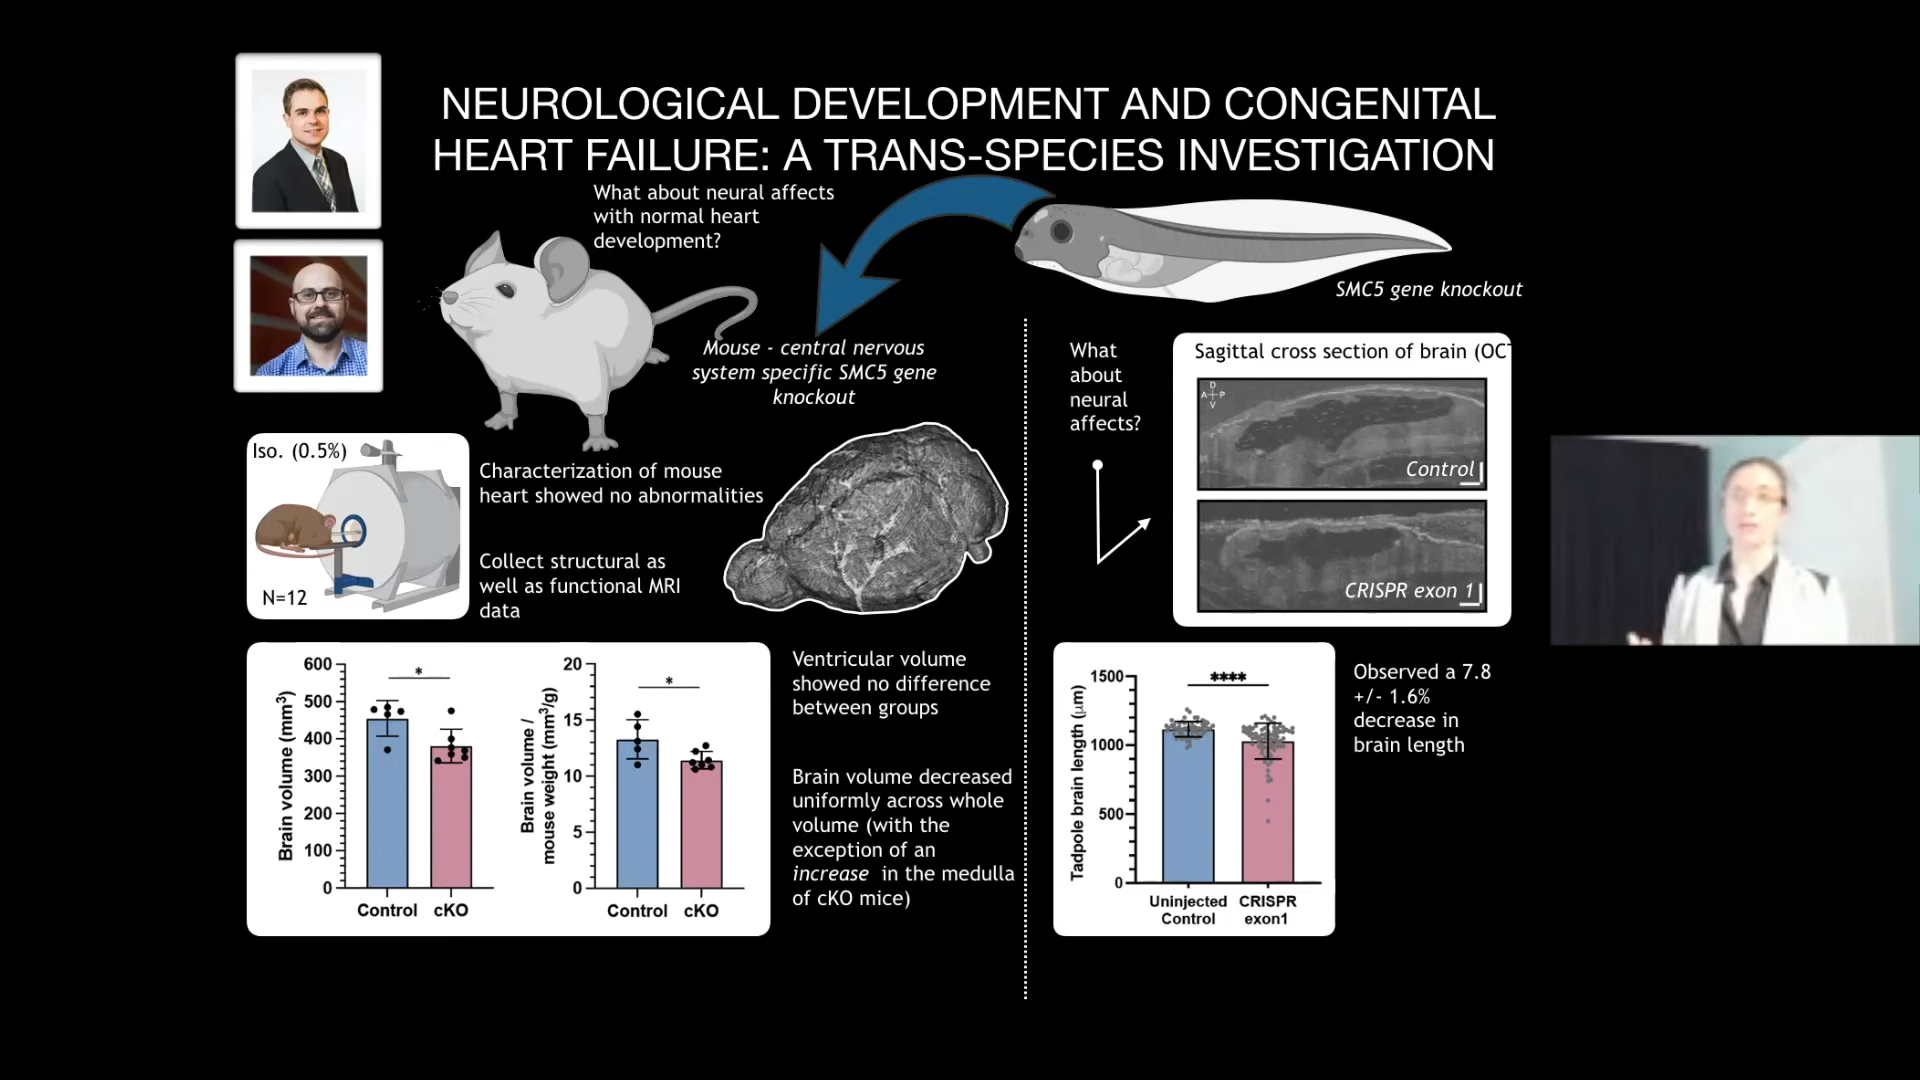 NEUROLOGICAL DEVELOPMENT AND CONGENITAL
HEART FAILURE: A TRANS-SPECIES INVESTIGATION
What about neural affects
with normal heart
development?
SMC5 gene knockout
Mouse - central nervous
system specific SMC5 gene
knockout
What
about
neural
affects?
Sagittal cross section of brain (OCT
D
A P
V
Control
CRISPR exon 1
Iso. (0.5%)
N=12
Characterization of mouse
heart showed no abnormalities
Collect structural as
well as functional MRI
data
Brain volume (mm³)
600
500
400
300
200
100
0
*
Control cKO
Brain volume /
mouse weight (mm³/g)
20
15
10
5
0
*
Control cKO
Ventricular volume
showed no difference
between groups
Brain volume decreased
uniformly across whole
volume (with the
exception of an
increase in the medulla
of cKO mice)
Tadpole brain length (μm)
1500
1000
500
0
****
Uninjected
Control
CRISPR
exon1
Observed a 7.8
+/- 1.6%
decrease in
brain length